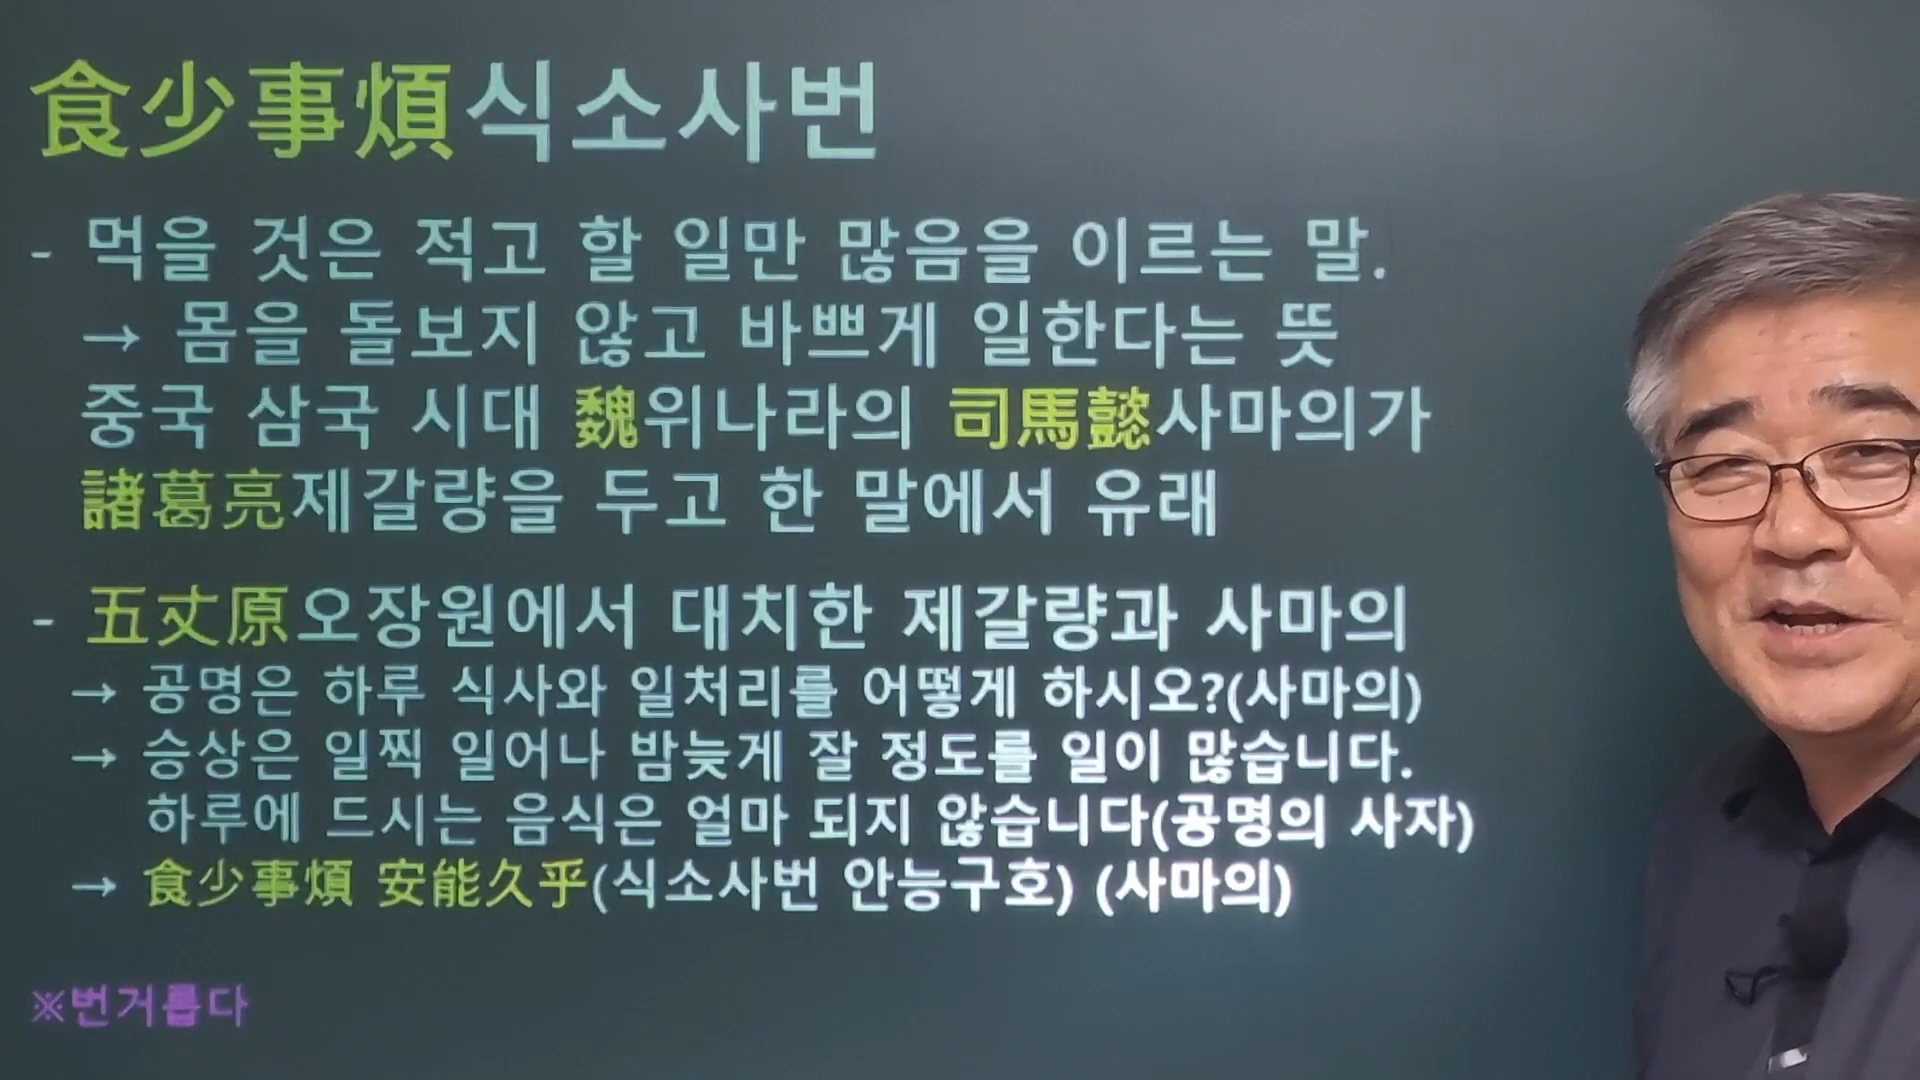 食少事煩식소사번
- 먹을 것은 적고 할 일만 많음을 이르는 말.
→ 몸을 돌보지 않고 바쁘게 일한다는 뜻
중국 삼국 시대 魏위나라의 司馬懿사마의가
諸葛亮제갈량을 두고 한 말에서 유래
- 五丈原오장원에서 대치한 제갈량과 사마의
→ 공명은 하루 식사와 일처리를 어떻게 하시오?(사마의)
→ 승상은 일찍 일어나 밤늦게 잘 정도를 일이 많습니다.
하루에 드시는 음식은 얼마 되지 않습니다(공명의 사자)
→ 食少事煩 安能久乎(식소사번 안능구호) (사마의)
※번거롭다